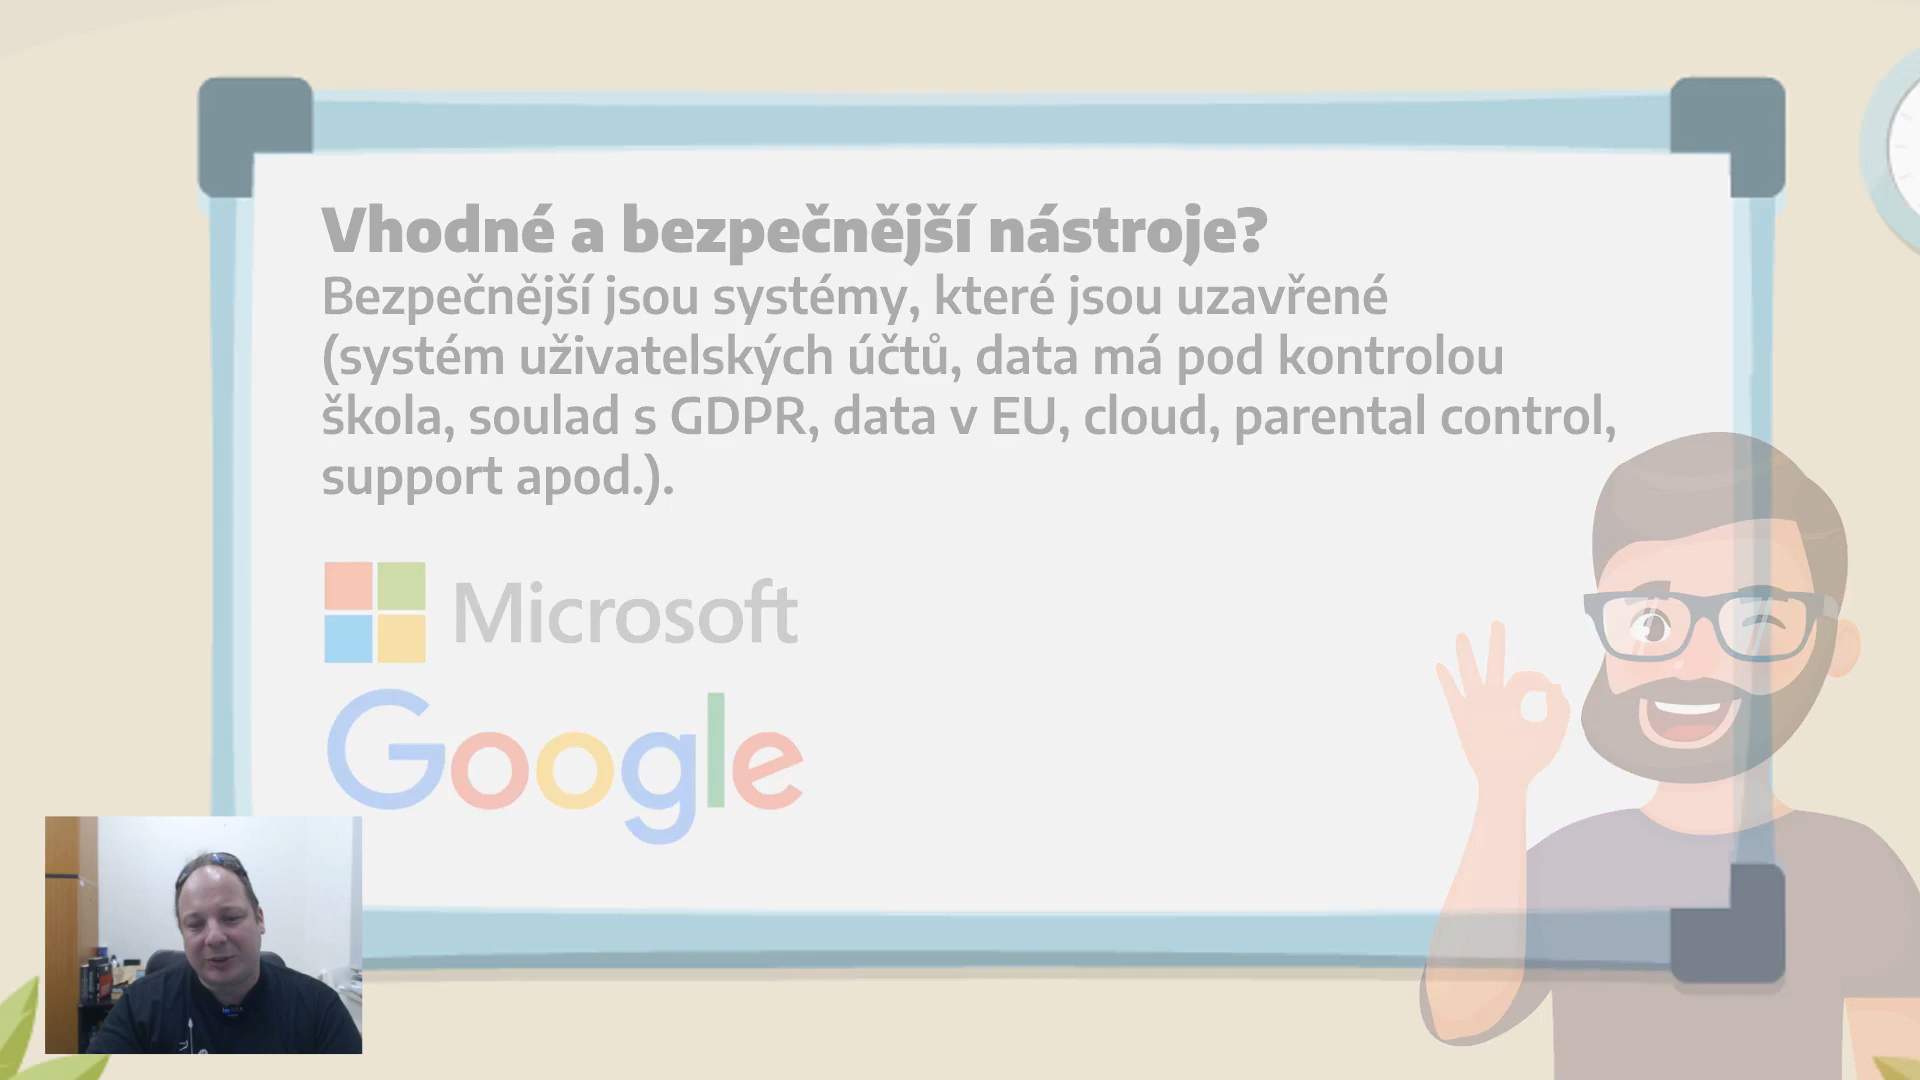 Vhodné a bezpečnější nástroje?
Bezpečnější jsou systémy, které jsou uzavřené
(systém uživatelských účtů, data má pod kontrolou
škola, soulad s GDPR, data v EU, cloud, parental control,
support apod.).
Microsoft
Google